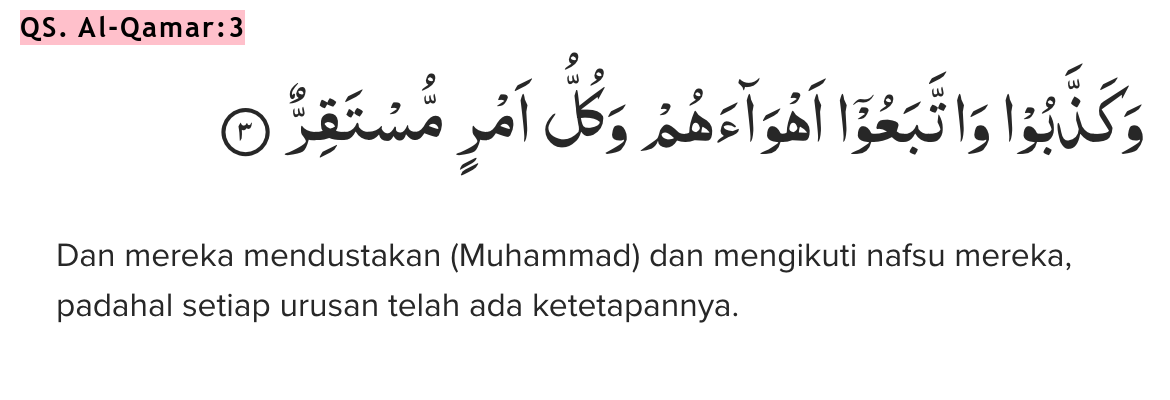 QS. Al-Qamar:3
وَكَذَّبُوْا وَاتَّبَعُوْٓا اَهْوَاۤءَهُمْ وَكُلُّ اَمْرٍ مُّسْتَقِرٌّ ٣
Dan mereka mendustakan (Muhammad) dan mengikuti nafsu mereka,
padahal setiap urusan telah ada ketetapannya.